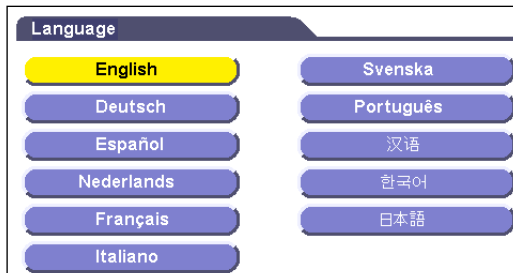 Language
English
Deutsch
Español
Nederlands
Français
Italiano
Svenska
Português
汉语
한국어
日本語